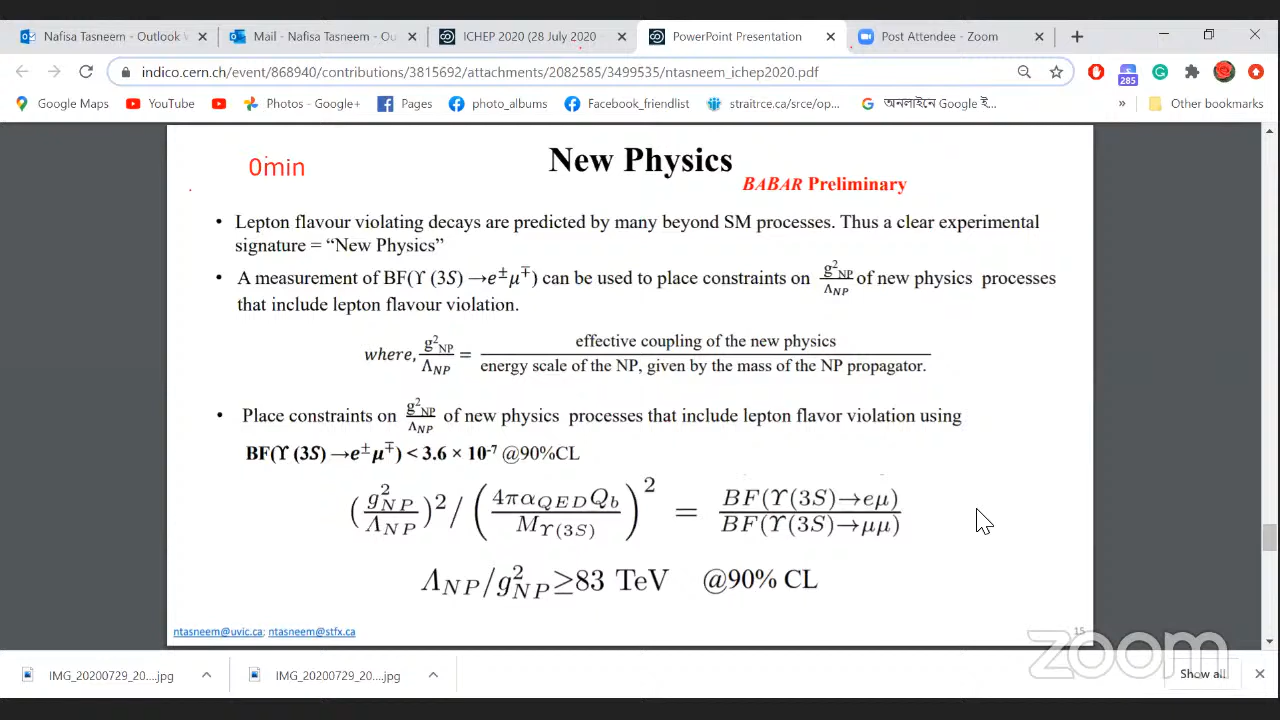 Nafisa Tasneem - Outlook
Mail - Nafisa Tasneem - Ou
ICHEP 2020 (28 July 2020
PowerPoint Presentation
Post Attendee - Zoom
indico.cern.ch/event/868940/contributions/3815692/attachments/2082585/3499535/ntasneem_ichep2020.pdf
285
Google Maps
YouTube
Photos - Google+
Pages
photo_albums
Facebook_friendlist
straitrce.ca/srce/op...
অনলাইনে Google ই...
»
Other bookmarks
0min
New Physics
BABAR Preliminary
• Lepton flavour violating decays are predicted by many beyond SM processes. Thus a clear experimental
signature = “New Physics”
• A measurement of BF(ϒ (3S) →e±μ∓) can be used to place constraints on g²NP/ΛNP of new physics processes
that include lepton flavour violation.
where, g²NP/ΛNP = effective coupling of the new physics
energy scale of the NP, given by the mass of the NP propagator.
• Place constraints on g²NP/ΛNP of new physics processes that include lepton flavor violation using
BF(ϒ (3S) →e±μ∓) < 3.6 × 10⁻⁷ @90%CL
(g²NP/ΛNP)² / (4παQED Qb/Mϒ(3S))² = BF(ϒ(3S)→eμ)/BF(ϒ(3S)→μμ)
ΛNP/g²NP≥83 TeV @90% CL
ntasneem@uvic.ca; ntasneem@stfx.ca
15
zoom
IMG_20200729_20....jpg
IMG_20200729_20....jpg
Show all